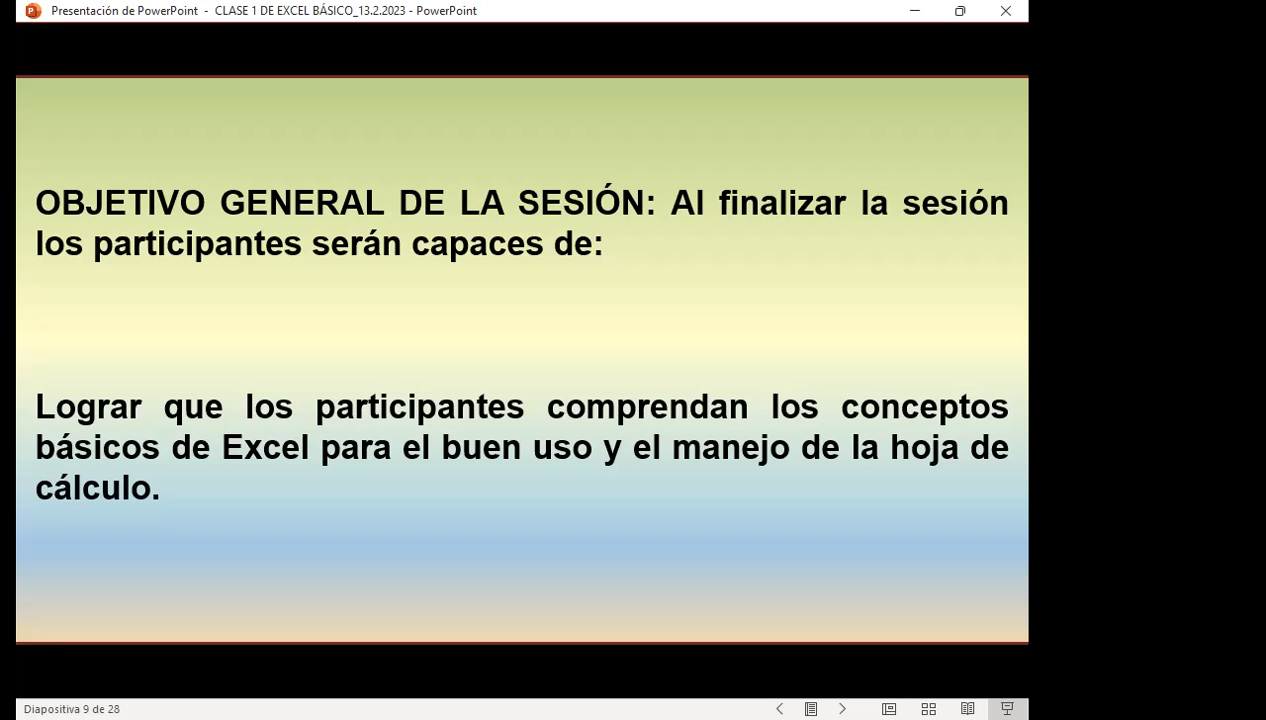 Presentación de PowerPoint - CLASE 1 DE EXCEL BÁSICO_13.2.2023 - PowerPoint
OBJETIVO GENERAL DE LA SESIÓN: Al finalizar la sesión
los participantes serán capaces de:
Lograr que los participantes comprendan los conceptos
básicos de Excel para el buen uso y el manejo de la hoja de
cálculo.
Diapositiva 9 de 28